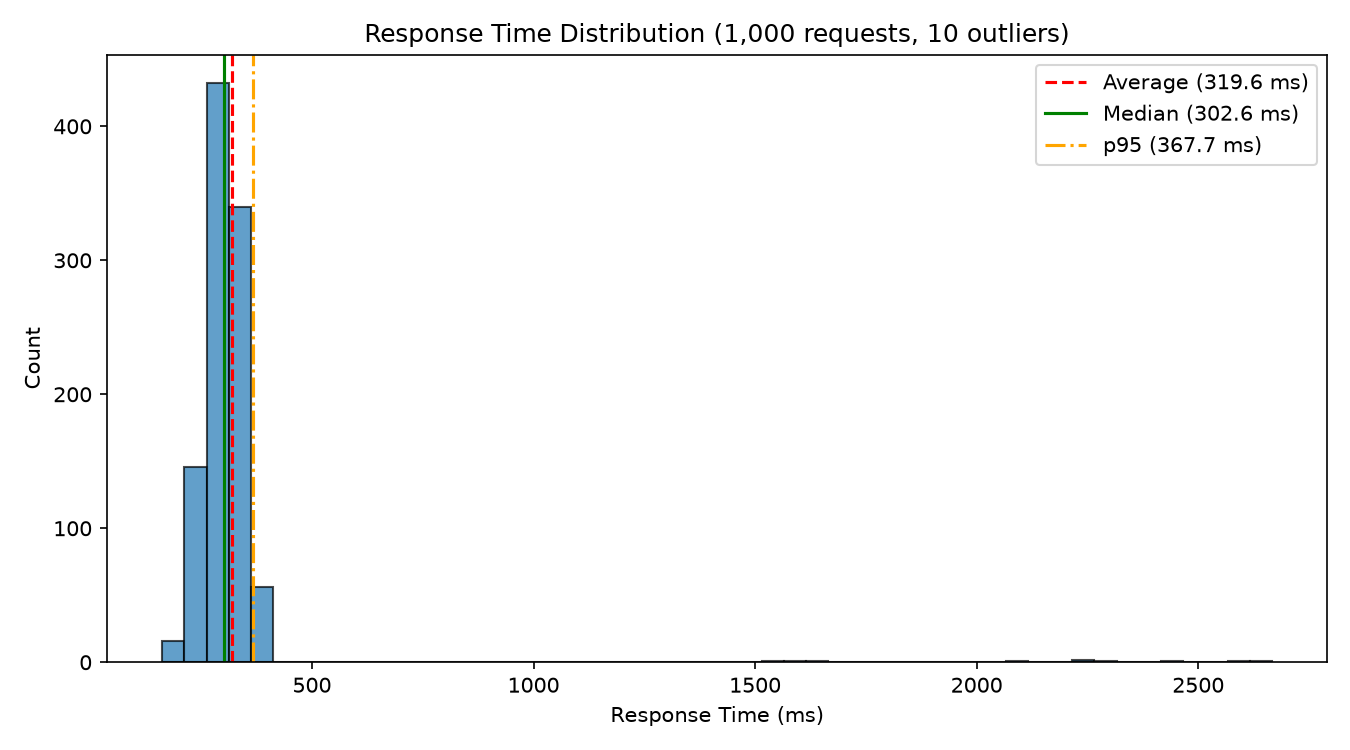 Response Time Distribution (1,000 requests, 10 outliers)
Average (319.6 ms)
Median (302.6 ms)
p95 (367.7 ms)
Count
400
300
200
100
0
500
1000
1500
2000
2500
Response Time (ms)